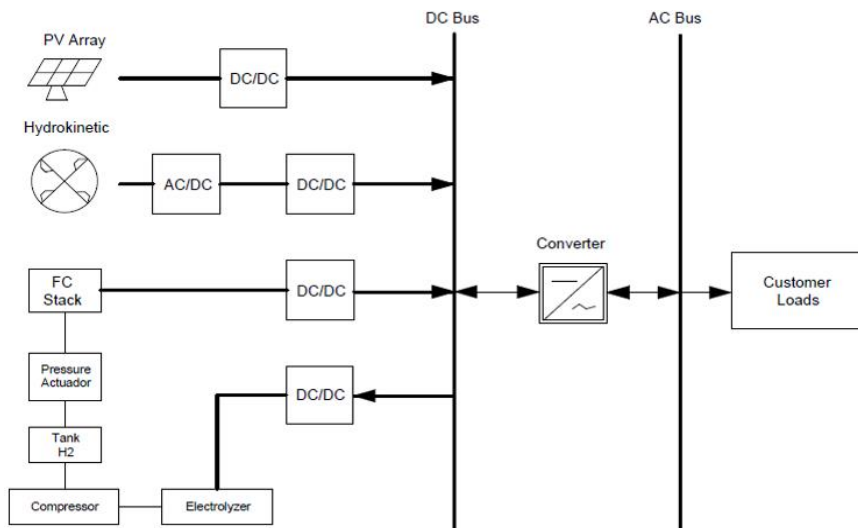 DC Bus
AC Bus
PV Array
DC/DC
Hydrokinetic
AC/DC
DC/DC
Converter
FC
Stack
DC/DC
Customer
Loads
Pressure
Actuador
DC/DC
Tank
H2
Compressor
Electrolyzer